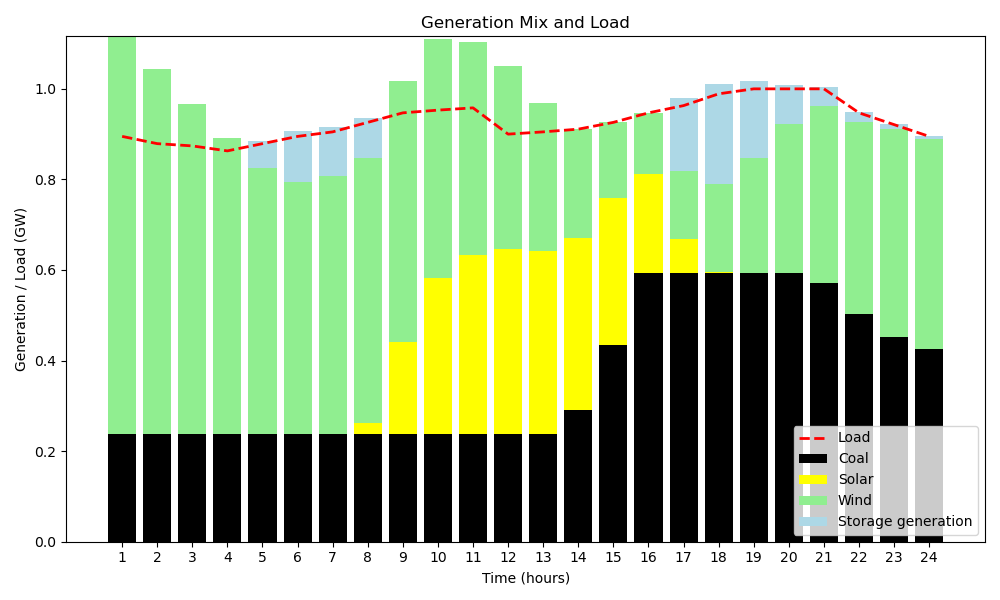 Generation Mix and Load
Generation / Load (GW)
1.0
0.8
0.6
0.4
0.2
0.0
Load
Coal
Solar
Wind
Storage generation
1 2 3 4 5 6 7 8 9 10 11 12 13 14 15 16 17 18 19 20 21 22 23 24
Time (hours)